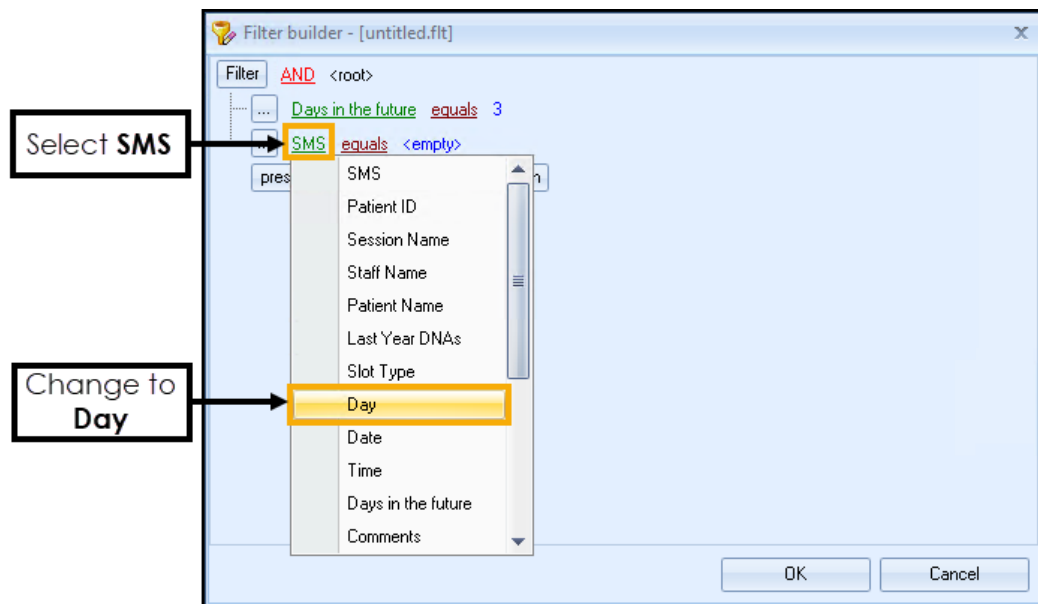 Filter builder - [untitled.flt]
x
Filter AND <root>
... Days in the future equals 3
Select SMS
SMS equals <empty>
SMS
Patient ID
Session Name
Staff Name
Patient Name
Last Year DNAs
Slot Type
Change to
Day
Day
Date
Time
Days in the future
Comments
OK Cancel